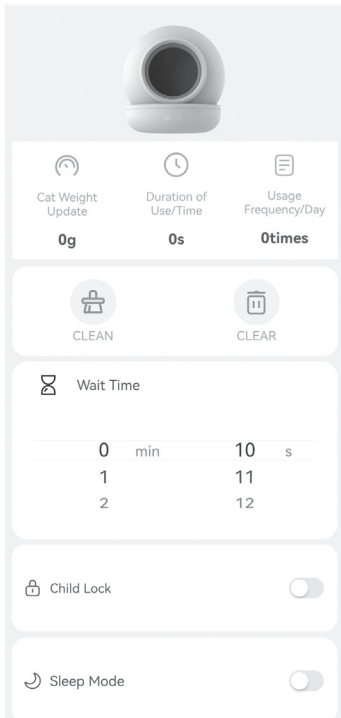 Cat Weight Update
Duration of Use/Time
Usage Frequency/Day
0g
0s
0times
CLEAN
CLEAR
Wait Time
0 min 10 s
1 11
2 12
Child Lock
Sleep Mode